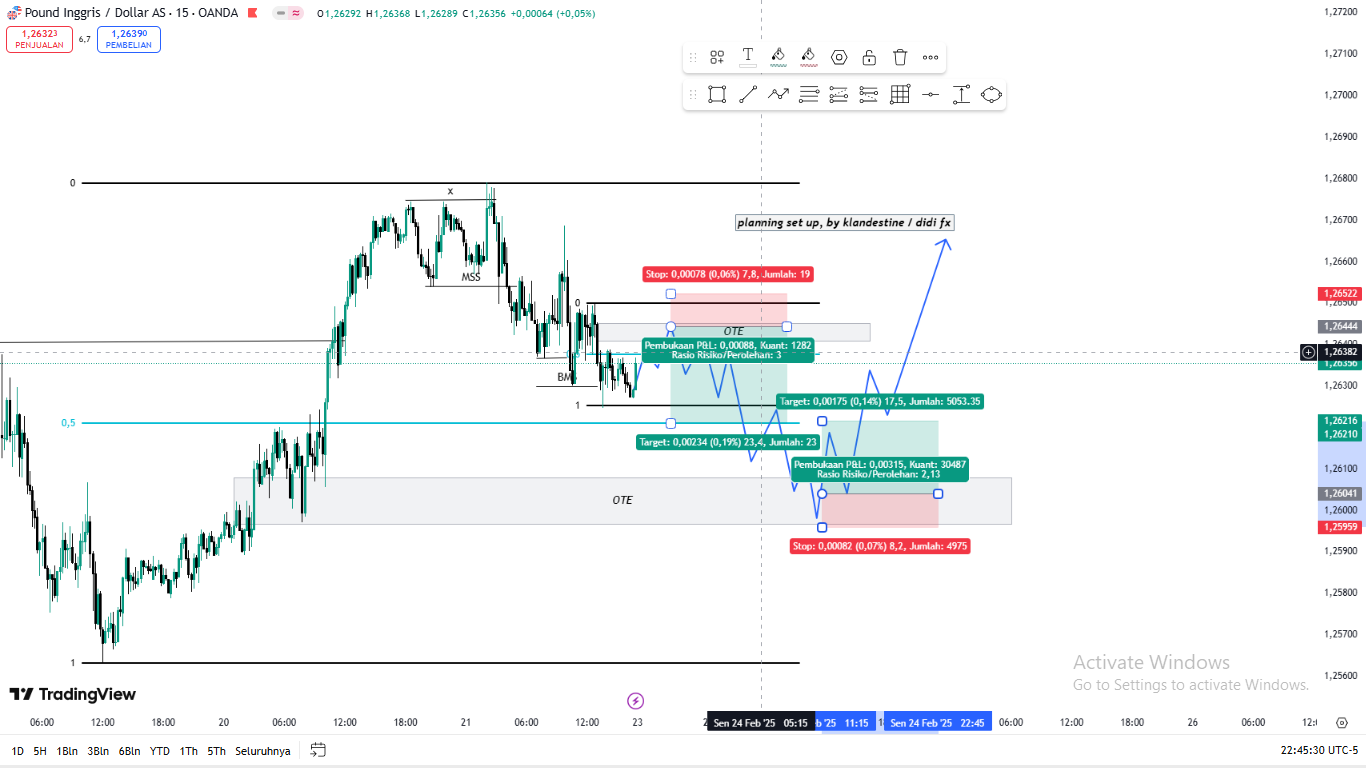 Pound Inggris / Dollar AS · 15 · OANDA
O1,26292 H1,26368 L1,26289 C1,26356 +0,00064 (+0,05%)
1,26323
PENJUALAN
6,7
1,26390
PEMBELIAN
T
0
x
MSS
planning set up, by klandestine / didi fx
Stop: 0,00078 (0,06%) 7,8, Jumlah: 19
0
OTE
Pembukaan P&L: 0,00088, Kuant: 1282
Rasio Risiko/Perolehan: 3
BM
1
Target: 0,00175 (0,14%) 17,5, Jumlah: 5053.35
0,5
Target: 0,00234 (0,19%) 23,4, Jumlah: 23
Pembukaan P&L: 0,00315, Kuant: 30487
Rasio Risiko/Perolehan: 2,13
OTE
Stop: 0,00082 (0,07%) 8,2, Jumlah: 4975
1
1,27200
1,27100
1,27000
1,26900
1,26800
1,26700
1,26600
1,26522
1,26500
1,26444
1,26382
1,26356
1,26300
1,26216
1,26210
1,26100
1,26041
1,26000
1,25959
1,25900
1,25800
1,25700
1,25600
Activate Windows
Go to Settings to activate Windows.
TradingView
06:00 12:00 18:00 20 06:00 12:00 18:00 21 06:00 12:00 23 Sen 24 Feb '25 05:15 '25 11:15 Sen 24 Feb '25 22:45 06:00 12:00 18:00 26 06:00
1D 5H 1Bln 3Bln 6Bln YTD 1Th 5Th Seluruhnya
22:45:30 UTC-5